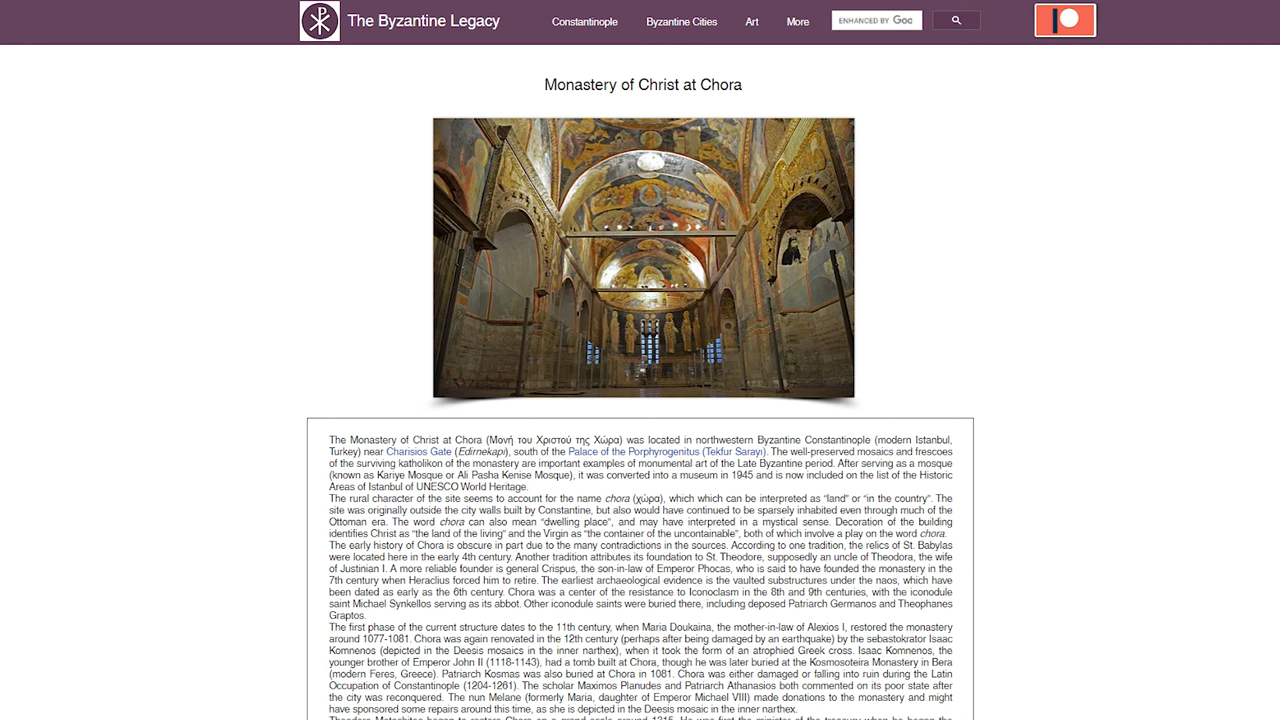 The Byzantine Legacy
Constantinople
Byzantine Cities
Art
More
ENHANCED BY Goo
Monastery of Christ at Chora
The Monastery of Christ at Chora (Μονή του Χριστού της Χώρα) was located in northwestern Byzantine Constantinople (modern Istanbul,
Turkey) near Charisios Gate (Edirnekapı), south of the Palace of the Porphyrogenitus (Tekfur Sarayı). The well-preserved mosaics and frescoes
of the surviving katholikon of the monastery are important examples of monumental art of the Late Byzantine period. After serving as a mosque
(known as Kariye Mosque or Ali Pasha Kenise Mosque), it was converted into a museum in 1945 and is now included on the list of the Historic
Areas of Istanbul of UNESCO World Heritage.
The rural character of the site seems to account for the name chora (χώρα), which which can be interpreted as “land” or “in the country”. The
site was originally outside the city walls built by Constantine, but also would have continued to be sparsely inhabited even through much of the
Ottoman era. The word chora can also mean “dwelling place”, and may have interpreted in a mystical sense. Decoration of the building
identifies Christ as “the land of the living” and the Virgin as “the container of the uncontainable”, both of which involve a play on the word chora.
The early history of Chora is obscure in part due to the many contradictions in the sources. According to one tradition, the relics of St. Babylas
were located here in the early 4th century. Another tradition attributes its foundation to St. Theodore, supposedly an uncle of Theodora, the wife
of Justinian I. A more reliable founder is general Crispus, the son-in-law of Emperor Phocas, who is said to have founded the monastery in the
7th century when Heraclius forced him to retire. The earliest archaeological evidence is the vaulted substructures under the naos, which have
been dated as early as the 6th century. Chora was a center of the resistance to Iconoclasm in the 8th and 9th centuries, with the iconodule
saint Michael Synkellos serving as its abbot. Other iconodule saints were buried there, including deposed Patriarch Germanos and Theophanes
Graptos.
The first phase of the current structure dates to the 11th century, when Maria Doukaina, the mother-in-law of Alexios I, restored the monastery
around 1077-1081. Chora was again renovated in the 12th century (perhaps after being damaged by an earthquake) by the sebastokrator Isaac
Komnenos (depicted in the Deesis mosaics in the inner narthex), when it took the form of an atrophied Greek cross. Isaac Komnenos, the
younger brother of Emperor John II (1118-1143), had a tomb built at Chora, though he was later buried at the Kosmosoteira Monastery in Bera
(modern Feres, Greece). Patriarch Kosmas was also buried at Chora in 1081. Chora was either damaged or falling into ruin during the Latin
Occupation of Constantinople (1204-1261). The scholar Maximos Planudes and Patriarch Athanasios both commented on its poor state after
the city was reconquered. The nun Melane (formerly Maria, daughter of Emperor Michael VIII) made donations to the monastery and might
have sponsored some repairs around this time, as she is depicted in the Deesis mosaic in the inner narthex.
Theodore Metochites began to restore Chora on a grand scale around 1315. He was first the minister of the treasury when he began the